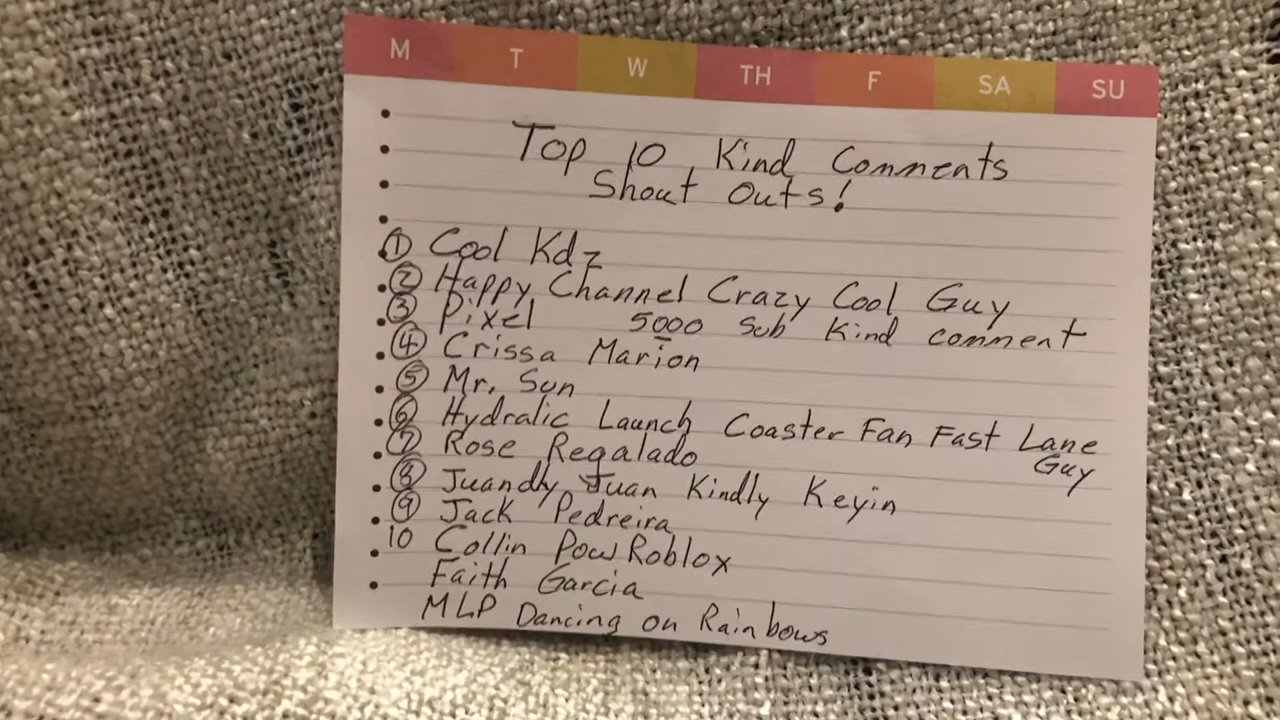 M T W TH F SA SU
Top 10 Kind Comments
Shout Outs!
1 Cool Kdz
2 Happy Channel Crazy Cool Guy
3 Pixel 5000 Sub Kind comment
4 Crissa Marion
5 Mr. Sun
6 Hydralic Launch Coaster Fan Fast Lane
Guy
7 Rose Regalado
8 Juandly Juan Kindly Keyin
9 Jack Pedreira
10 Collin Pow Roblox
Faith Garcia
MLP Dancing on Rainbows